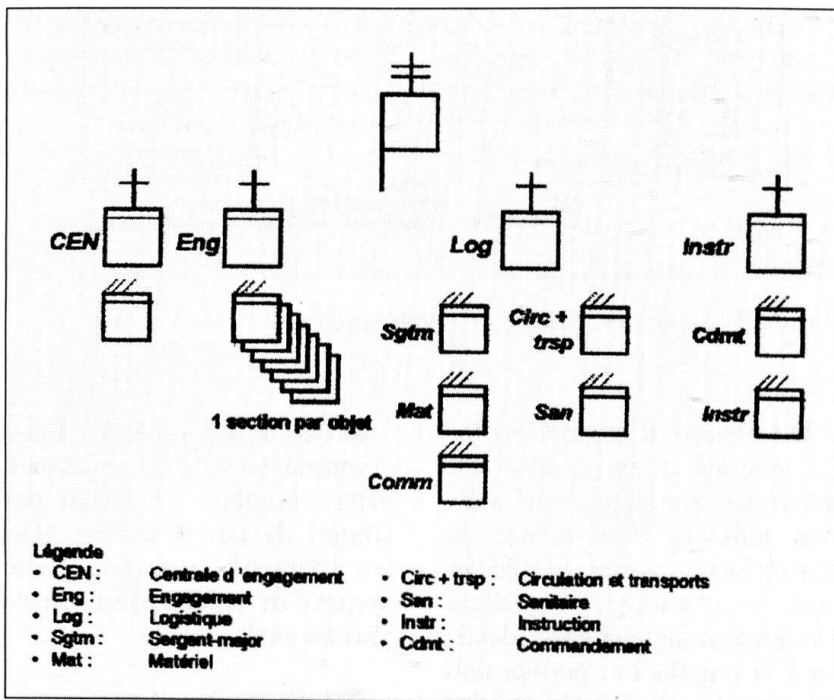 CEN
Eng
Log
Instr
Sgtm
Circ +
trsp
Cdmt
1 section par objet
Mat
San
Instr
Comm
Légende
• CEN : Centrale d 'engagement
• Eng : Engagement
• Log : Logistique
• Sgtm : Sergent-major
• Mat : Matériel
• Circ + trsp : Circulation et transports
• San : Sanitaire
• Instr : Instruction
• Cdmt : Commandement